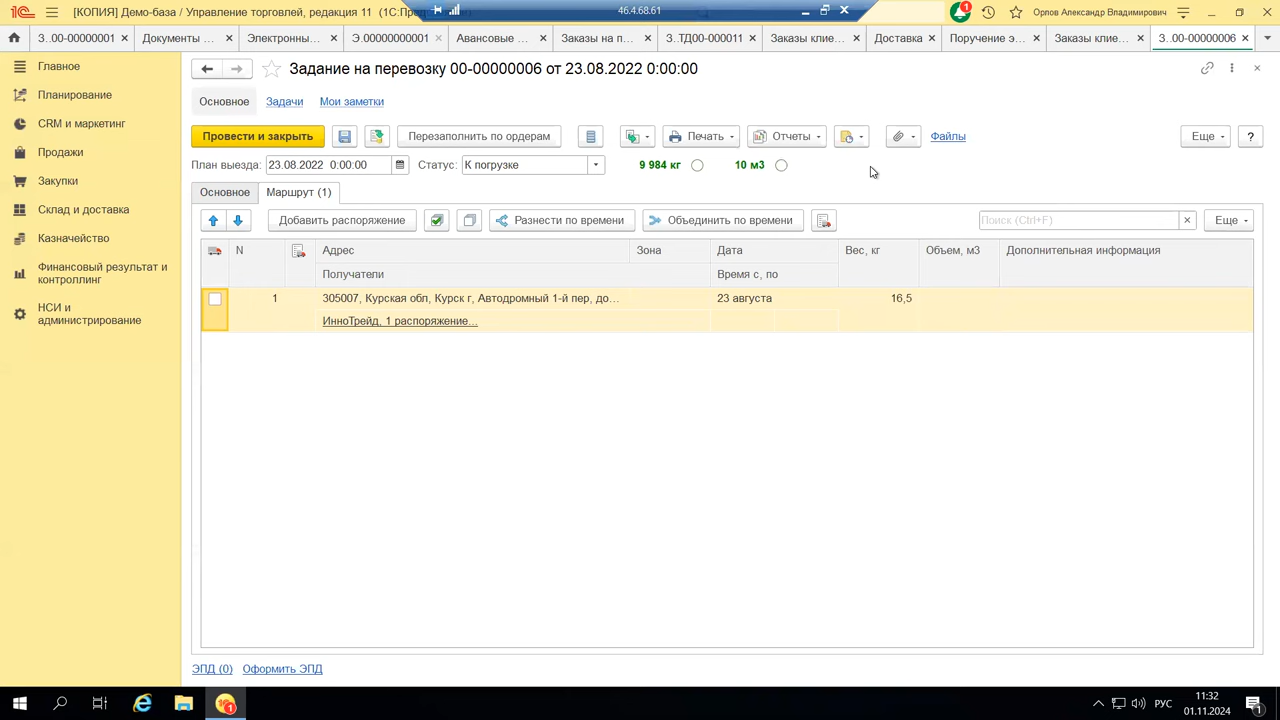 [КОПИЯ] Демо-база / Управление торговлей, редакция 11 (1С:Пр
46.4.68.61
1
Орлов Александр Владимирович
З..00-00000001
Документы ...
Электронны...
Э.00000000001
Авансовые ...
Заказы на п...
З..ТД00-000011
Заказы клие...
Доставка
Поручение э...
Заказы клие...
З..00-00000006
Главное
Планирование
CRM и маркетинг
Продажи
Закупки
Склад и доставка
Казначейство
Финансовый результат и
контроллинг
НСИ и
администрирование
Задание на перевозку 00-00000006 от 23.08.2022 0:00:00
Основное
Задачи
Мои заметки
Провести и закрыть
Перезаполнить по ордерам
Печать
Отчеты
Файлы
Еще
?
План выезда:
23.08.2022 0:00:00
Статус:
К погрузке
9 984 кг
10 м3
Основное
Маршрут (1)
Добавить распоряжение
Разнести по времени
Объединить по времени
Поиск (Ctrl+F)
Еще
N
Адрес
Зона
Дата
Вес, кг
Объем, м3
Дополнительная информация
Получатели
Время с, по
1
305007, Курская обл, Курск г, Автодромный 1-й пер, до...
23 августа
16,5
ИнноТрейд, 1 распоряжение...
ЭПД (0)
Оформить ЭПД
1
РУС
11:32
01.11.2024
1